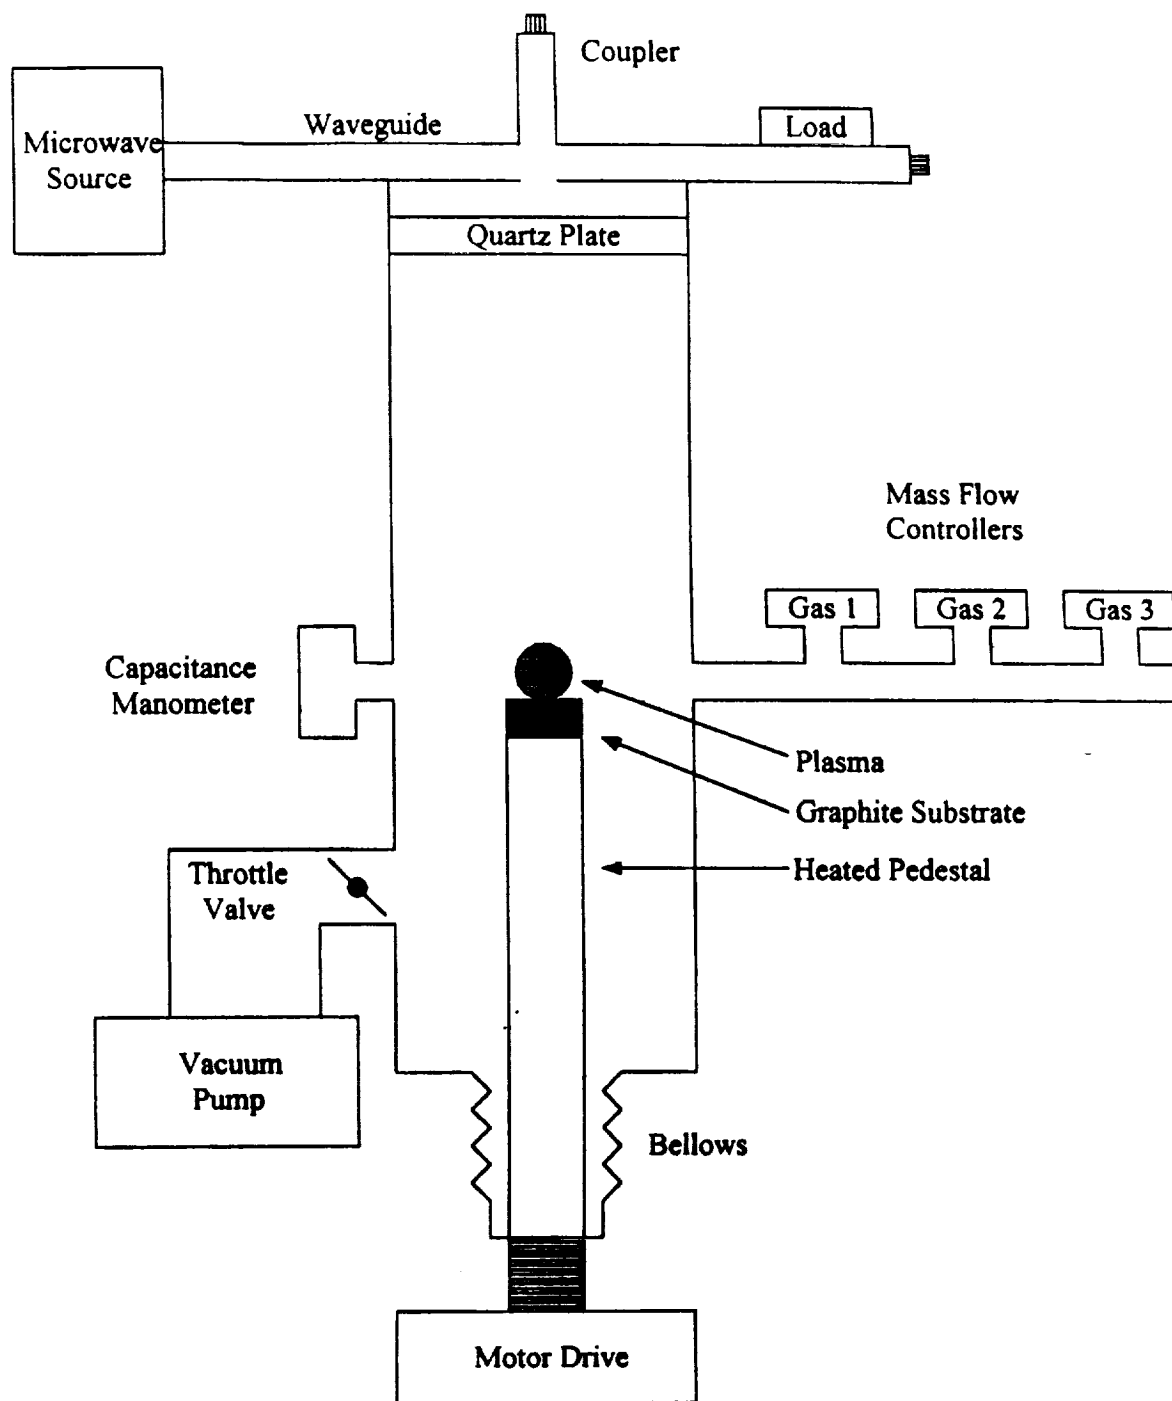 Coupler
Waveguide
Load
Microwave
Source
Quartz Plate
Mass Flow
Controllers
Gas 1
Gas 2
Gas 3
Capacitance
Manometer
Plasma
Graphite Substrate
Throttle
Valve
Heated Pedestal
Vacuum
Pump
Bellows
Motor Drive